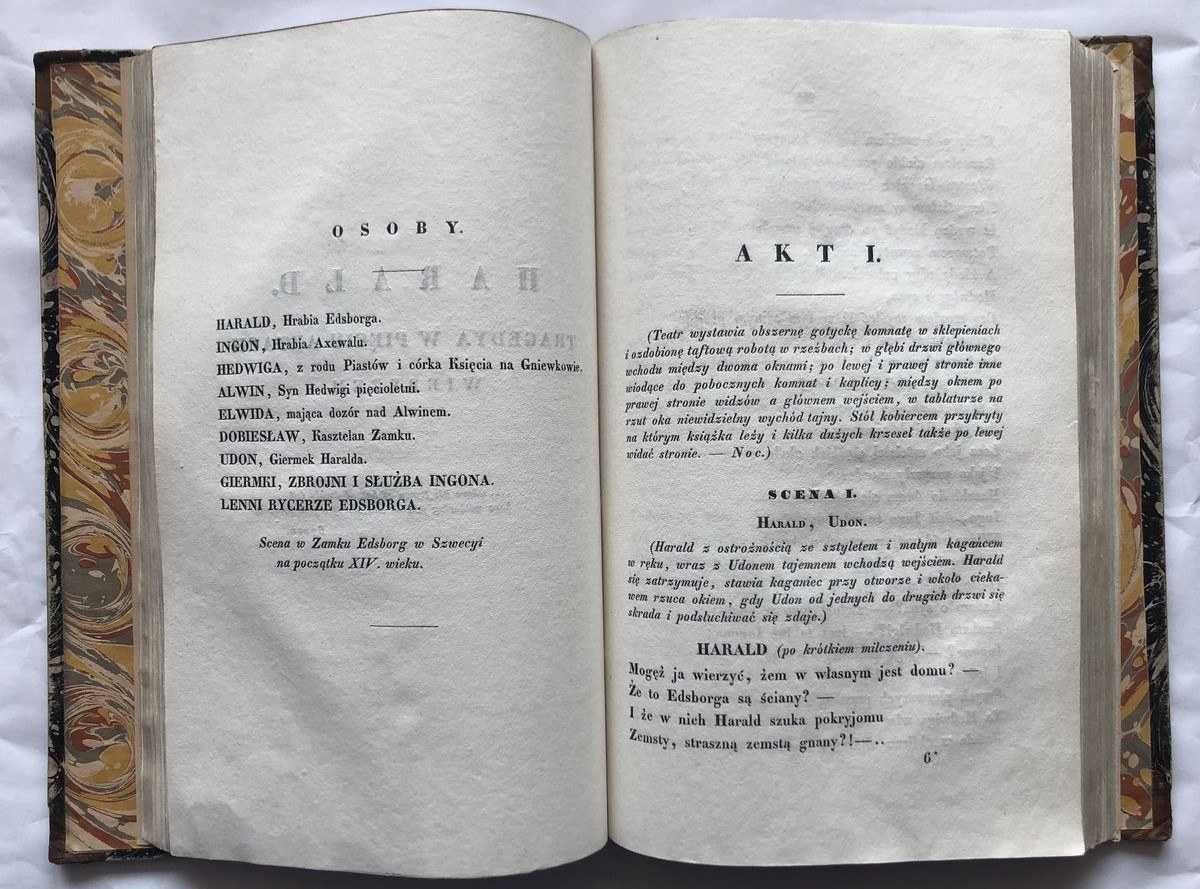 OSOBY.
HARALD, Hrabia Edsborga.
INGON, Hrabia Axewalu.
HEDWIGA, z rodu Piastów i córka Księcia na Gniewkowie.
ALWIN, Syn Hedwigi pięcioletni.
ELWIDA, mająca dozór nad Alwinem.
DOBIESŁAW, Kasztelan Zamku.
UDON, Giermek Haralda.
GIERMKI, ZBROJNI I SŁUŻBA INGONA.
LENNI RYCERZE EDSBORGA.
Scena w Zamku Edsborg w Szwecyi
na początku XIV. wieku.
AKT I.
(Teatr wystawia obszernę gotyckę komnatę w sklepieniach
i ozdobionę taftową robotą w rzeźbach; w głębi drzwi głównego
wchodu między dwoma oknami; po lewej i prawej stronie inne
wiodące do pobocznych komnat i kaplicy; między oknem po
prawej stronie widzów a głównem wejściem, w tablaturze na
rzut oka niewidzielny wychód tajny. Stół kobiercem przykryty
na którym książka leży i kilka dużych krzeseł także po lewej
widać stronie. — Noc.)
SCENA I.
HARALD, UDON.
(Harald z ostrożnością ze sztyletem i małym kagańcem
w ręku, wraz z Udonem tajemnem wchodzą wejściem. Harald
się zatrzymuje, stawia kaganiec przy otworze i wkoło cieka-
wem rzuca okiem, gdy Udon od jednych do drugich drzwi się
skrada i podsłuchiwać się zdaje.)
HARALD (po krótkiem milczeniu).
Mogęż ja wierzyć, żem w własnym jest domu? —
Że to Edsborga są ściany? —
I że w nich Harald szuka pokryjomu
Zemsty, straszną zemstą gnany?!—..
6*